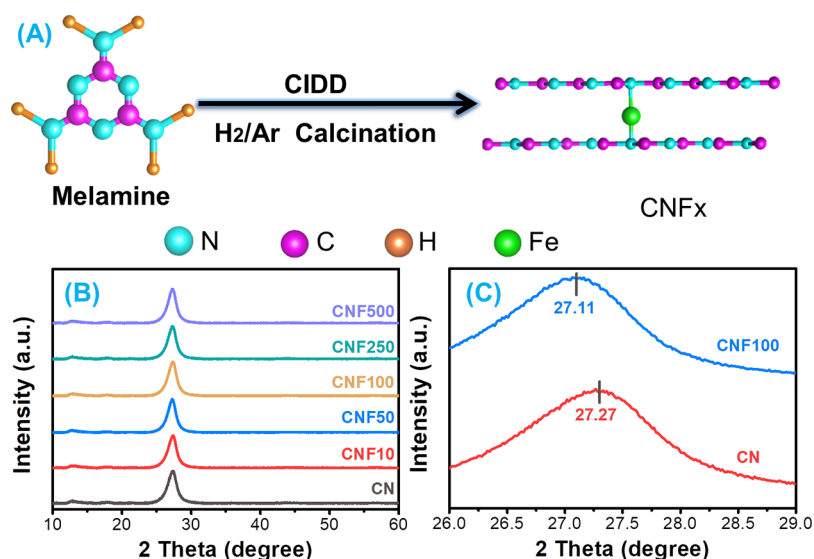 (A)
CIDD
H2/Ar Calcination
Melamine
CNFx
N
C
H
Fe
(B)
CNF500
CNF250
CNF100
CNF50
CNF10
CN
Intensity (a.u.)
10 20 30 40 50 60
2 Theta (degree)
(C)
27.11
CNF100
27.27
CN
Intensity (a.u.)
26.0 26.5 27.0 27.5 28.0 28.5 29.0
2 Theta (degree)